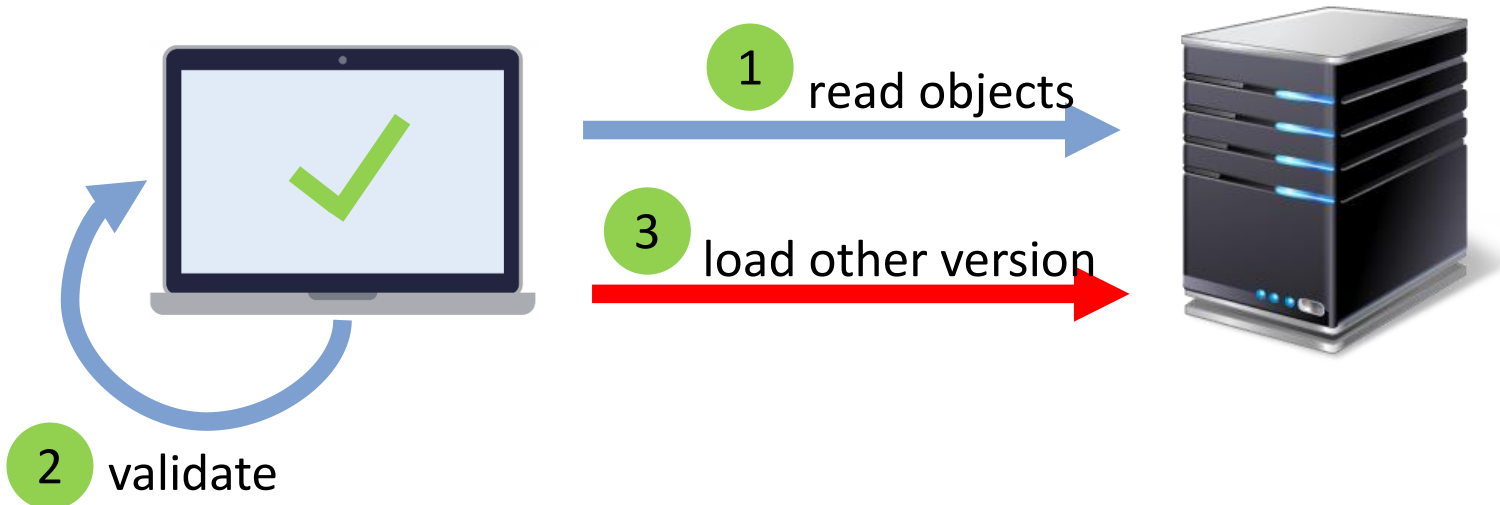 1 read objects
3 load other version
2 validate